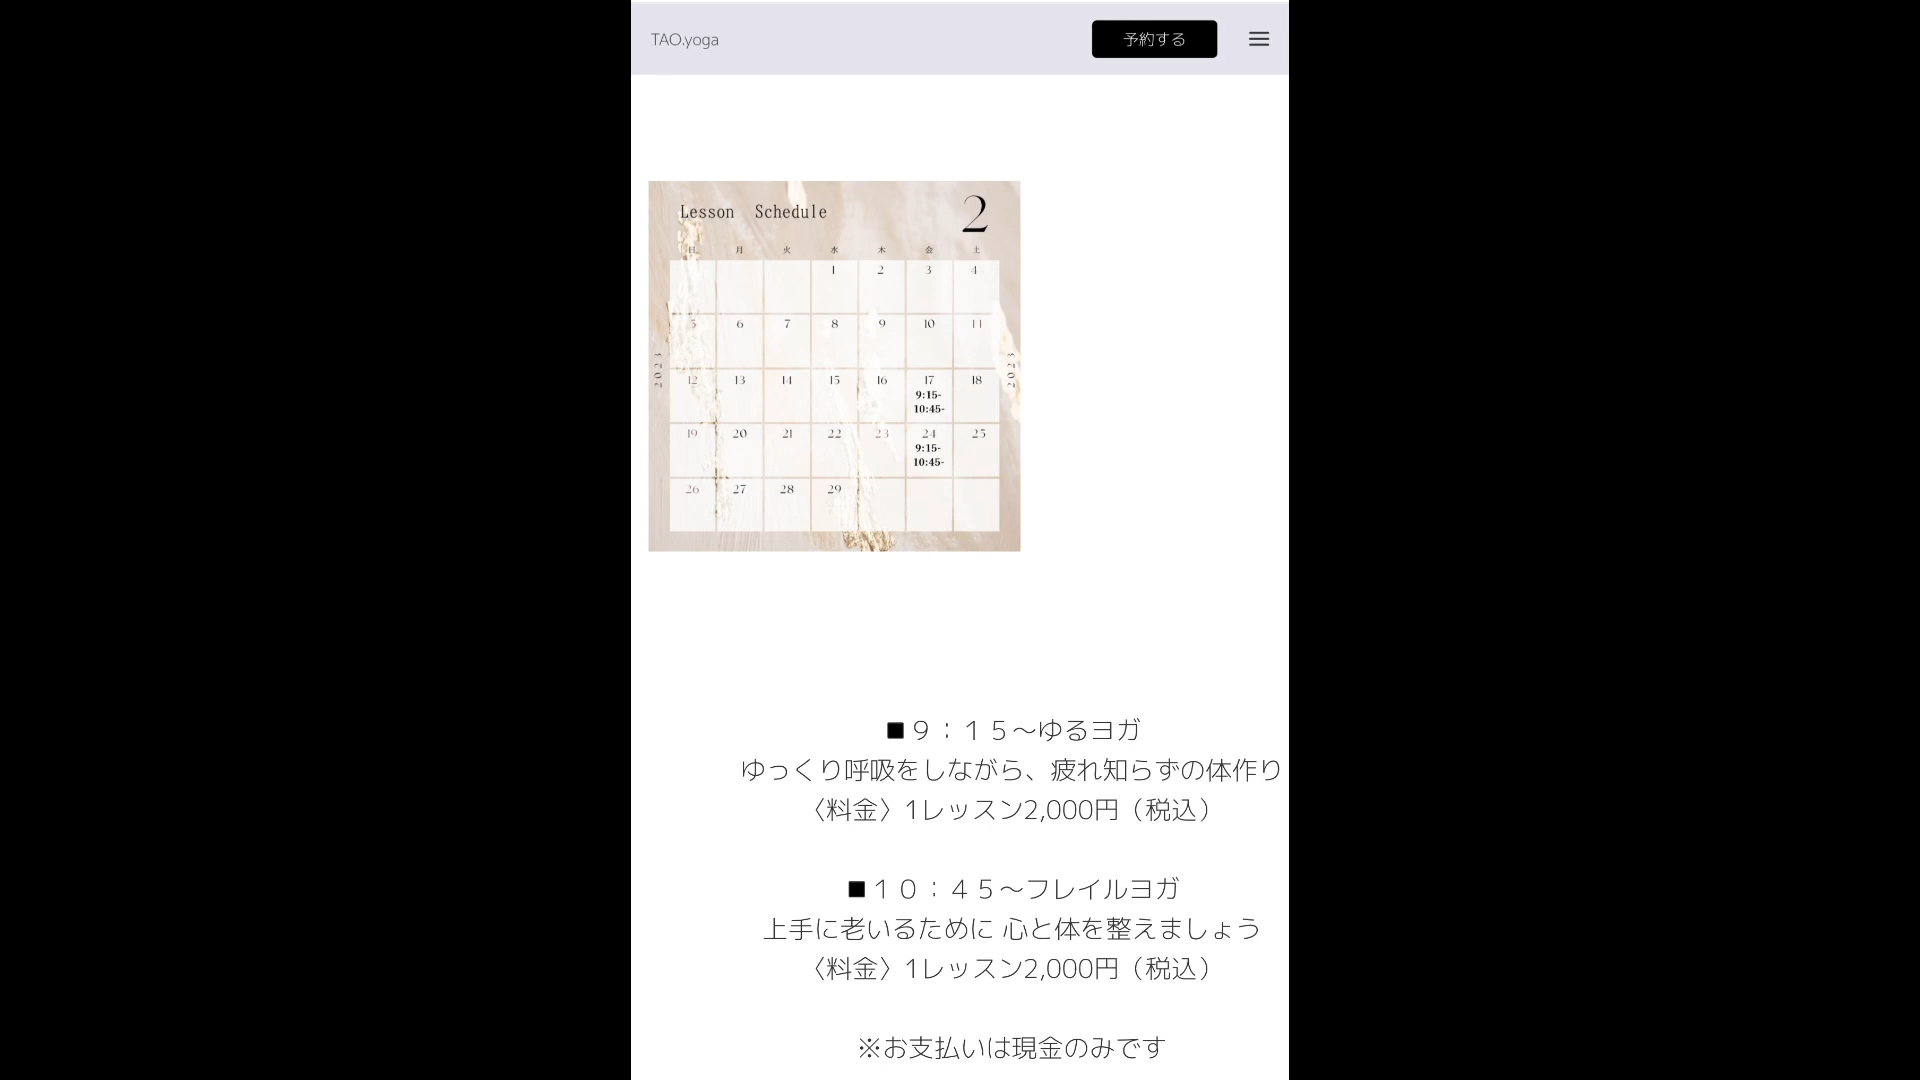 TAO.yoga 予約する
Lesson Schedule 2
日 月 火 水 木 金 土
1 2 3 4
5 6 7 8 9 10 11
2023
2023
12 13 14 15 16 17 18
9:15-
10:45-
19 20 21 22 23 24 25
9:15-
10:45-
26 27 28 29
■９：１５～ゆるヨガ
ゆっくり呼吸をしながら、疲れ知らずの体作り
〈料金〉1レッスン2,000円（税込）
■１０：４５～フレイルヨガ
上手に老いるために 心と体を整えましょう
〈料金〉1レッスン2,000円（税込）
※お支払いは現金のみです